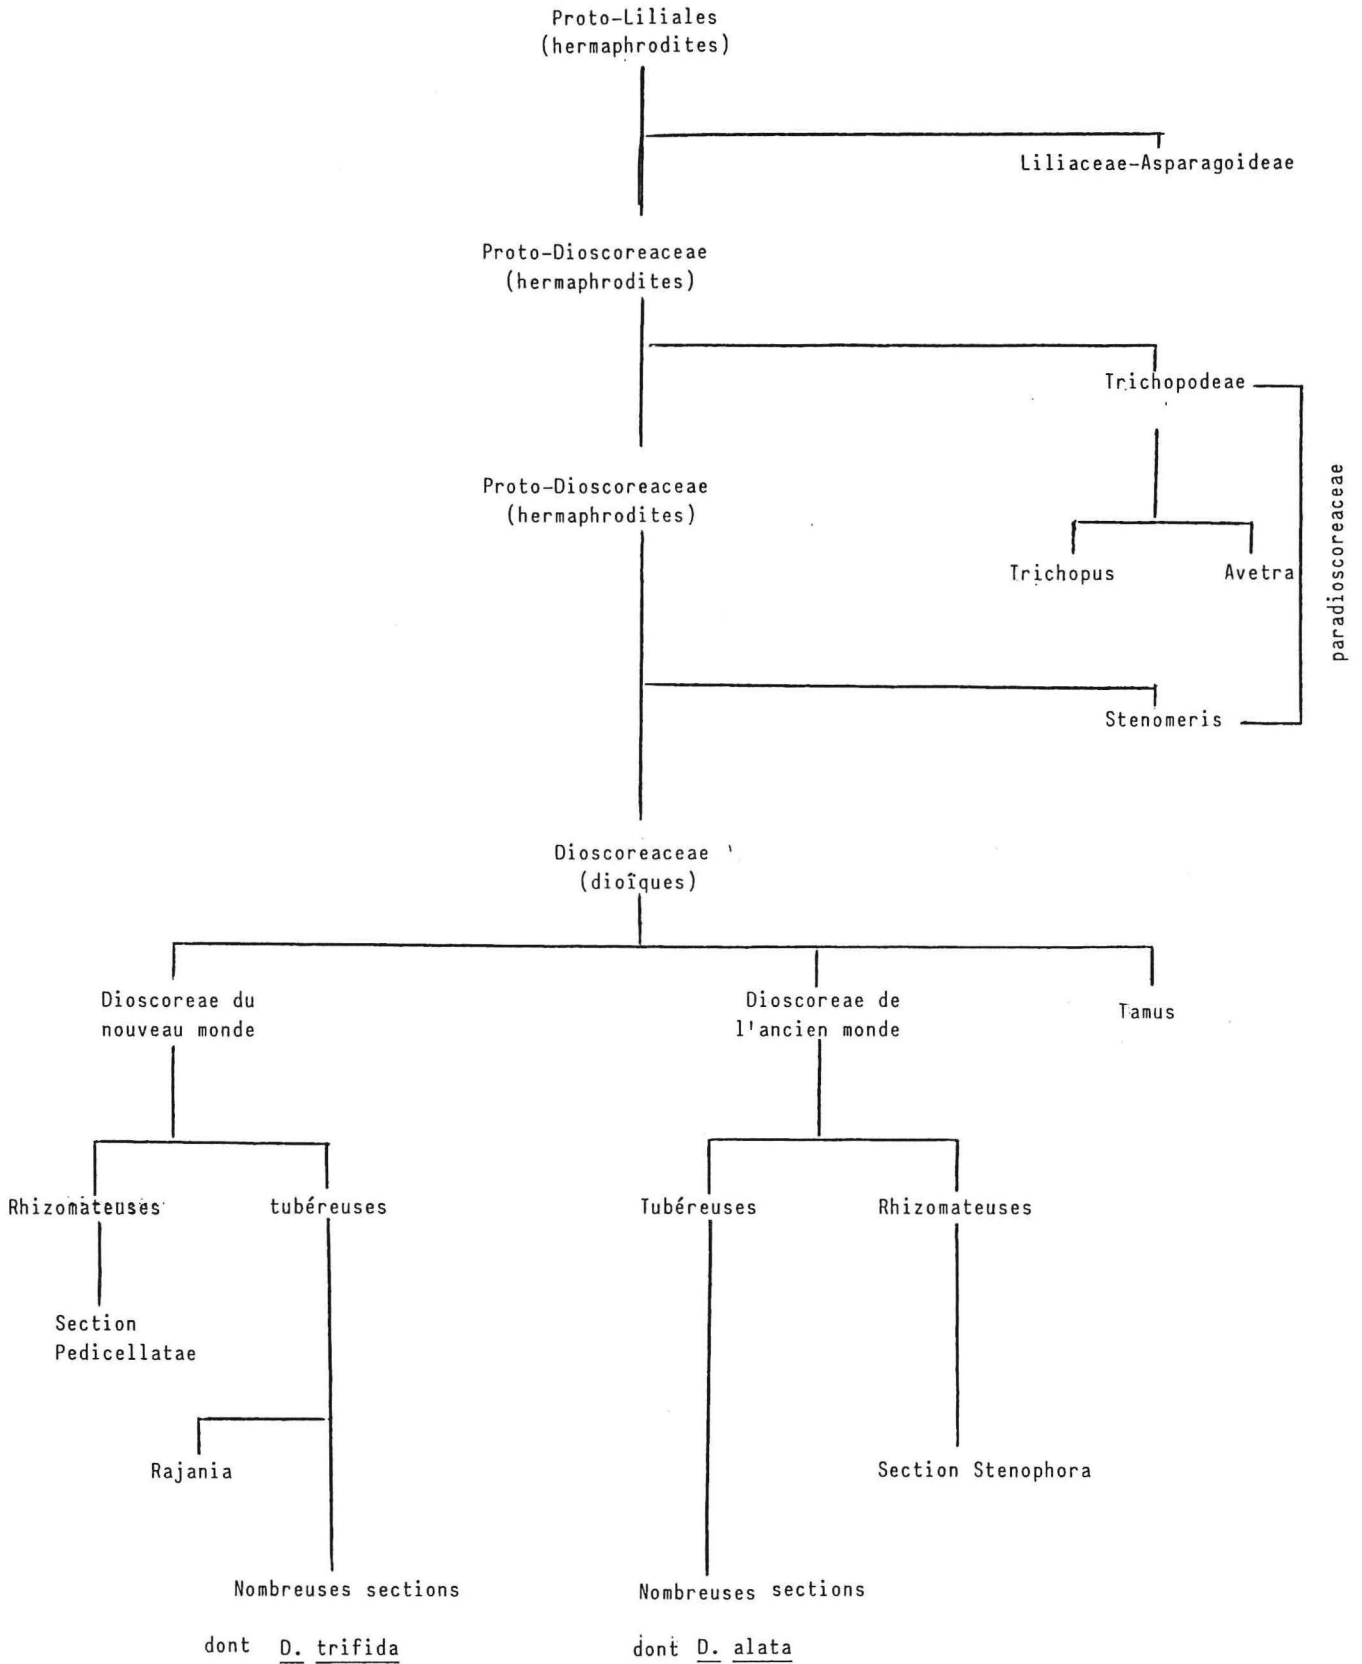 Proto-Liliales
(hermaphrodites)
Liliaceae-Asparagoideae
Proto-Dioscoreaceae
(hermaphrodites)
Trichopodeae
Proto-Dioscoreaceae
(hermaphrodites)
paradioscoreaceae
Trichopus
Avetra
Stenomeris
Dioscoreaceae
(dioîques)
Dioscoreae du
nouveau monde
Dioscoreae de
l'ancien monde
Tamus
Rhizomateuses
tubéreuses
Tubéreuses
Rhizomateuses
Section
Pedicellatae
Rajania
Section Stenophora
Nombreuses sections
dont D. trifida
Nombreuses sections
dont D. alata